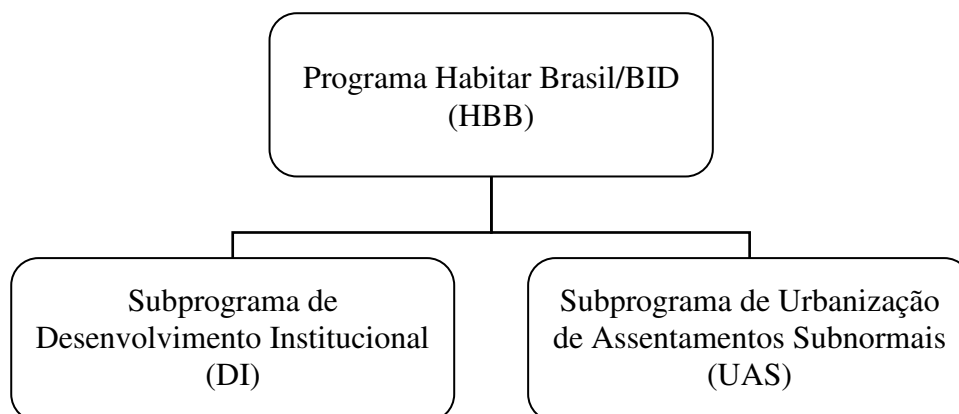 Programa Habitar Brasil/BID
(HBB)
Subprograma de
Desenvolvimento Institucional
(DI)
Subprograma de Urbanização
de Assentamentos Subnormais
(UAS)